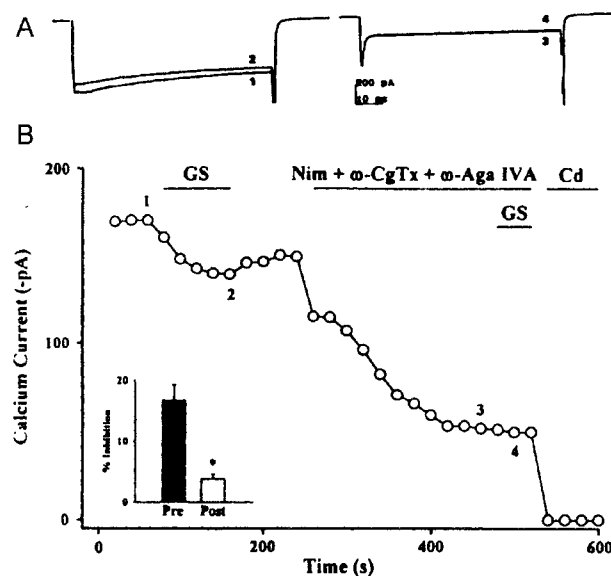 A
2
1
4
3
200 pA
10 ms
B
200
100
0
Calcium Current (-pA)
GS
Nim + ω-CgTx + ω-Aga IVA
Cd
GS
1
2
3
4
20
10
0
% Inhibition
*
Pre Post
0 200 400 600
Time (s)